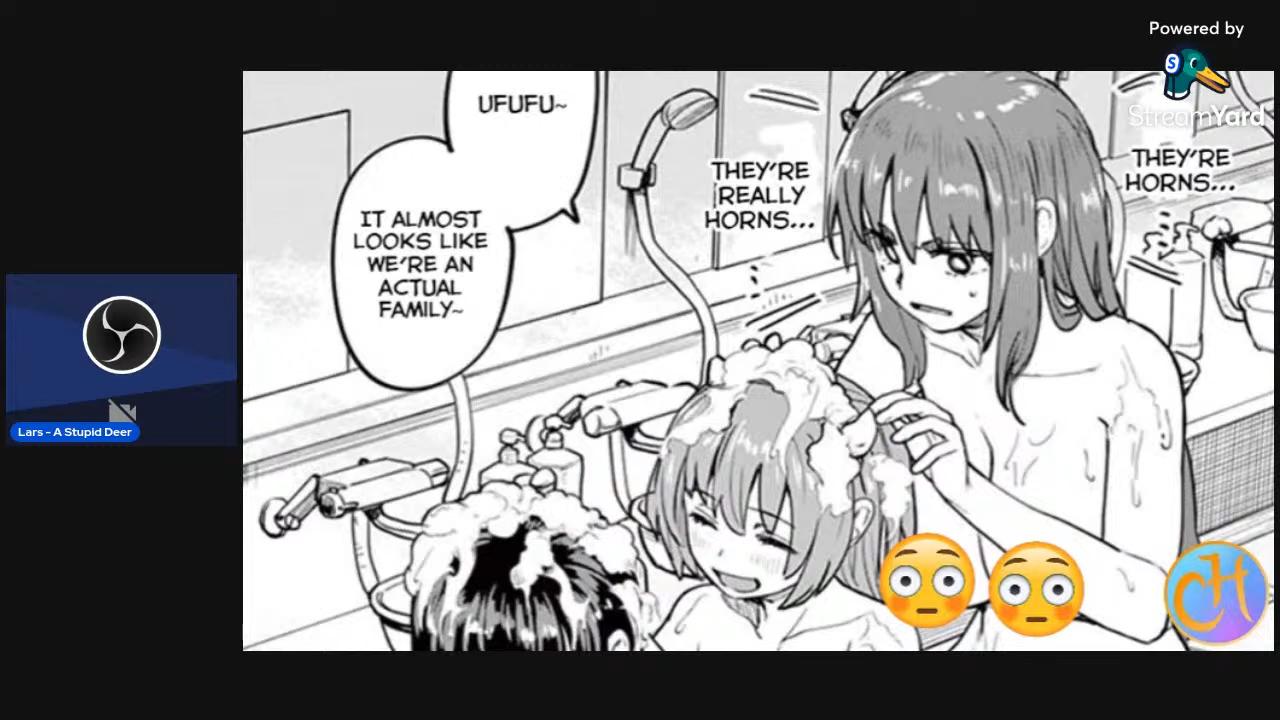 Powered by
StreamYard
UFUFU~
IT ALMOST
LOOKS LIKE
WE'RE AN
ACTUAL
FAMILY~
THEY'RE
REALLY
HORNS...
THEY'RE
HORNS...
Lars - A Stupid Deer
CH